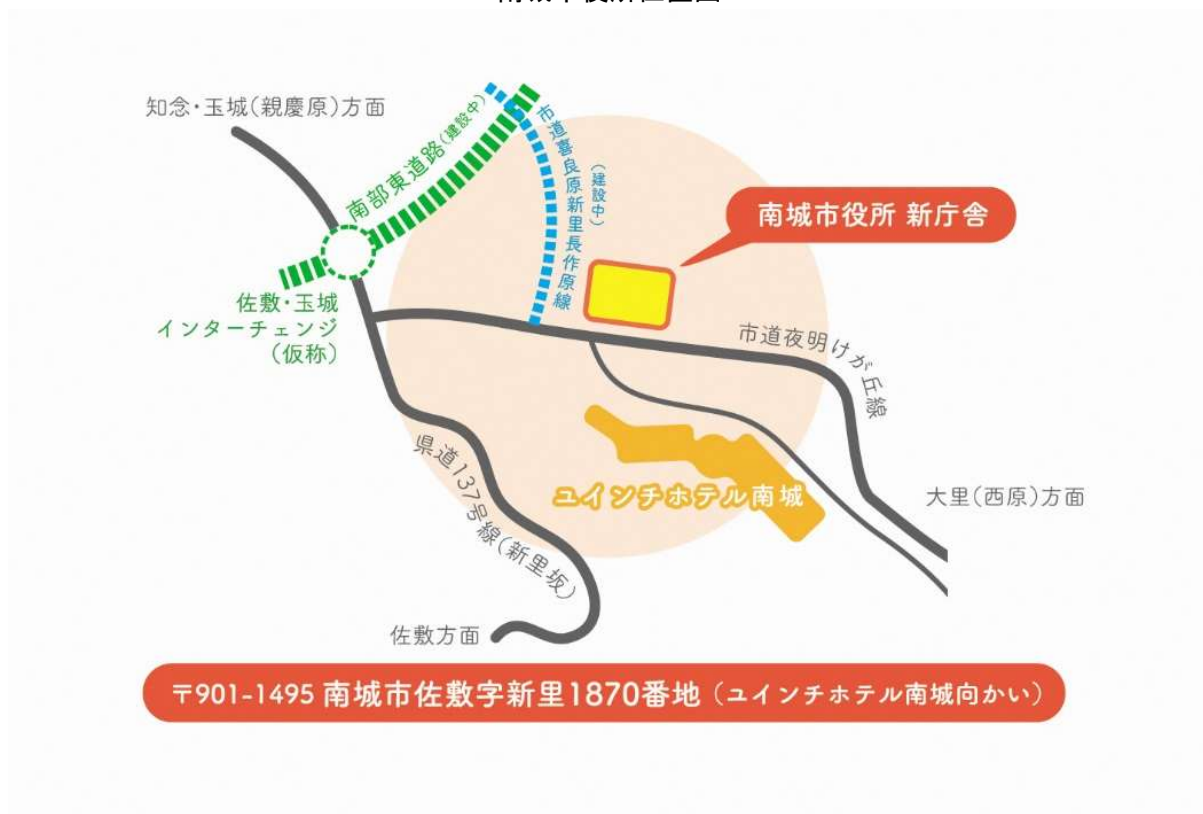 知念・玉城(親慶原)方面
南部東道路(建設中)
市道喜良原新里長作原線
(建設中)
南城市役所 新庁舎
佐敷・玉城
インターチェンジ
(仮称)
市道夜明けが丘線
県道137号線(新里坂)
ユインチホテル南城
大里(西原)方面
佐敷方面
〒901-1495 南城市佐敷字新里1870番地(ユインチホテル南城向かい)